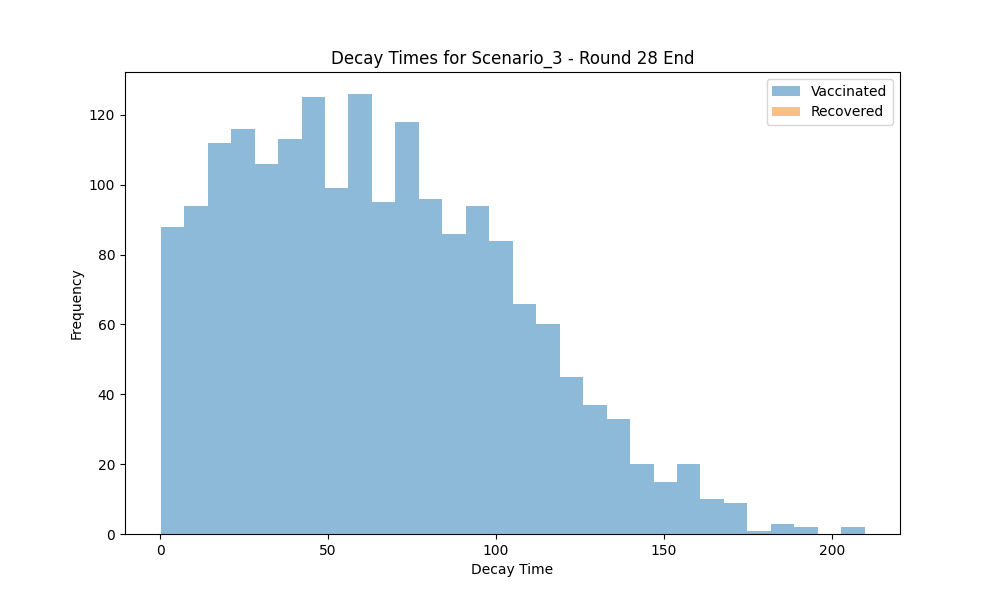 Decay Times for Scenario_3 - Round 28 End
Vaccinated
Recovered
120
100
80
60
40
20
0
Frequency
0 50 100 150 200
Decay Time